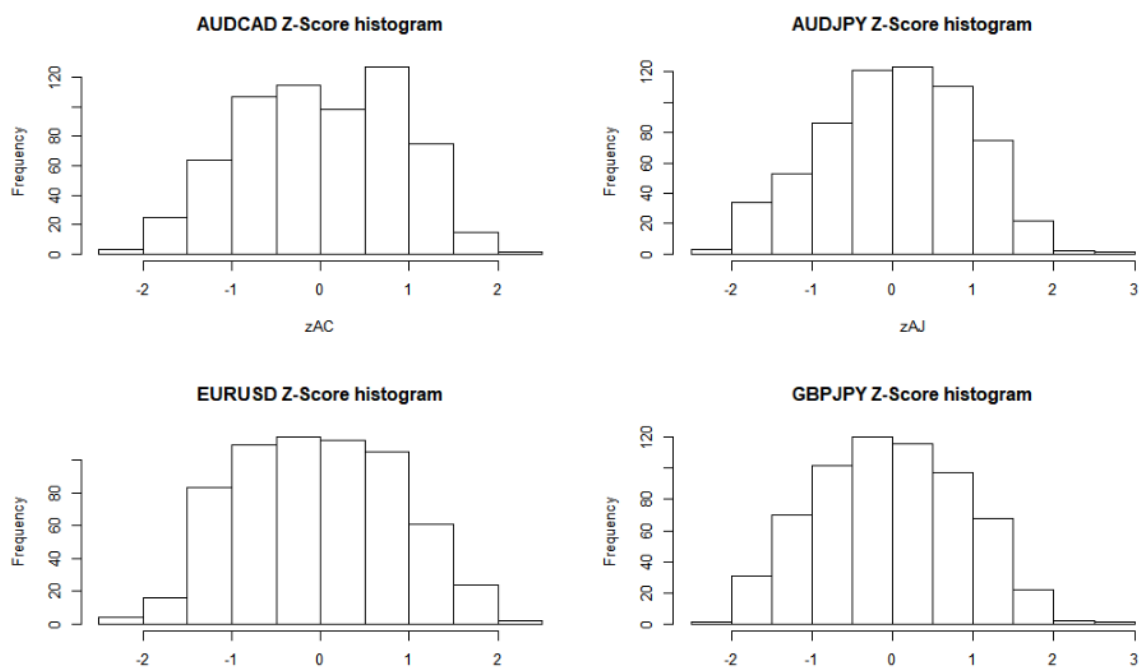 AUDCAD Z-Score histogram
Frequency
0 20 40 60 80 120
-2 -1 0 1 2
zAC
AUDJPY Z-Score histogram
Frequency
0 20 40 60 80 120
-2 -1 0 1 2 3
zAJ
EURUSD Z-Score histogram
Frequency
0 20 40 60 80
-2 -1 0 1 2
GBPJPY Z-Score histogram
Frequency
0 20 40 60 80 120
-2 -1 0 1 2 3